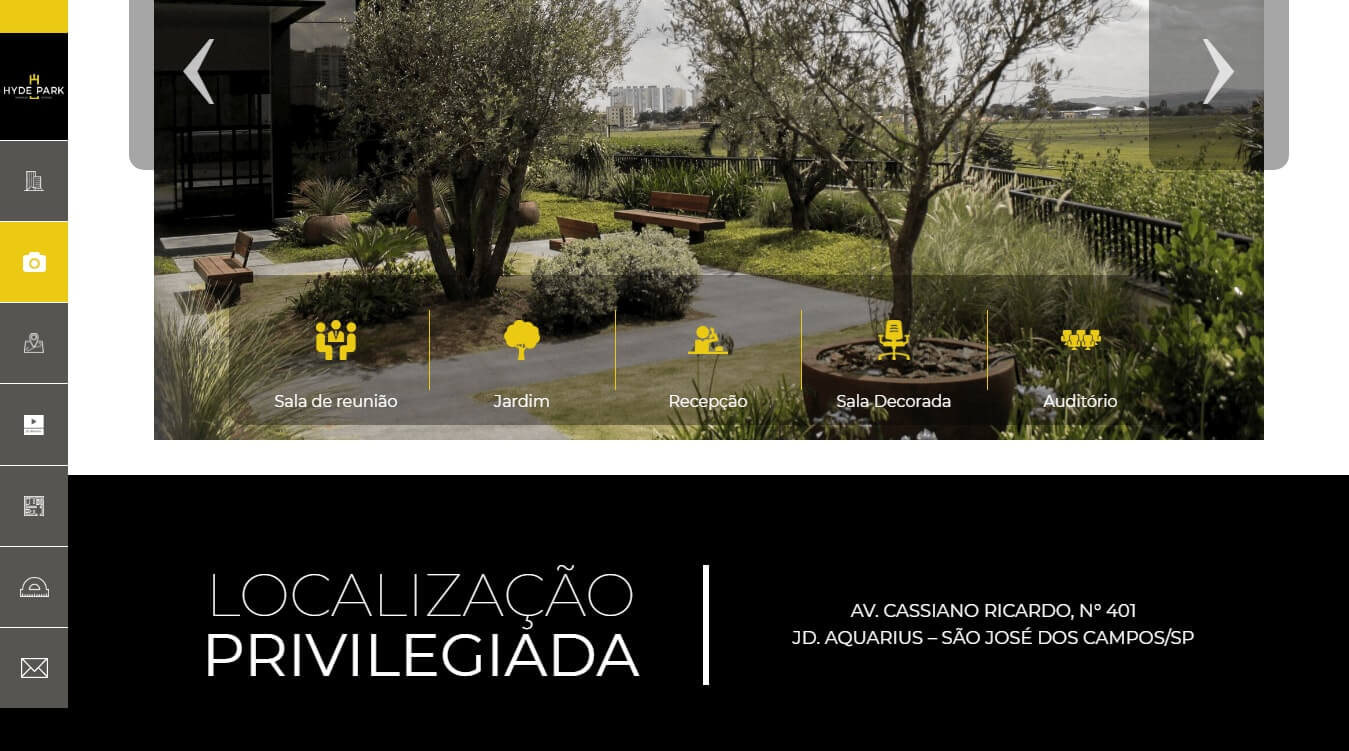 HYDE PARK
Sala de reunião
Jardim
Recepção
Sala Decorada
Auditório
LOCALIZAÇÃO
PRIVILEGIADA
AV. CASSIANO RICARDO, Nº 401
JD. AQUARIUS – SÃO JOSÉ DOS CAMPOS/SP